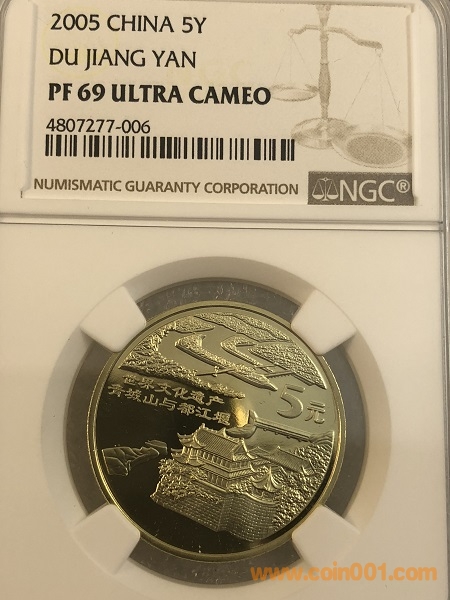 2005 CHINA 5Y
DU JIANG YAN
PF 69 ULTRA CAMEO
4807277-006
NUMISMATIC GUARANTY CORPORATION
NGC®
世界文化遗产
青城山与都江堰
5元
www.coin001.com